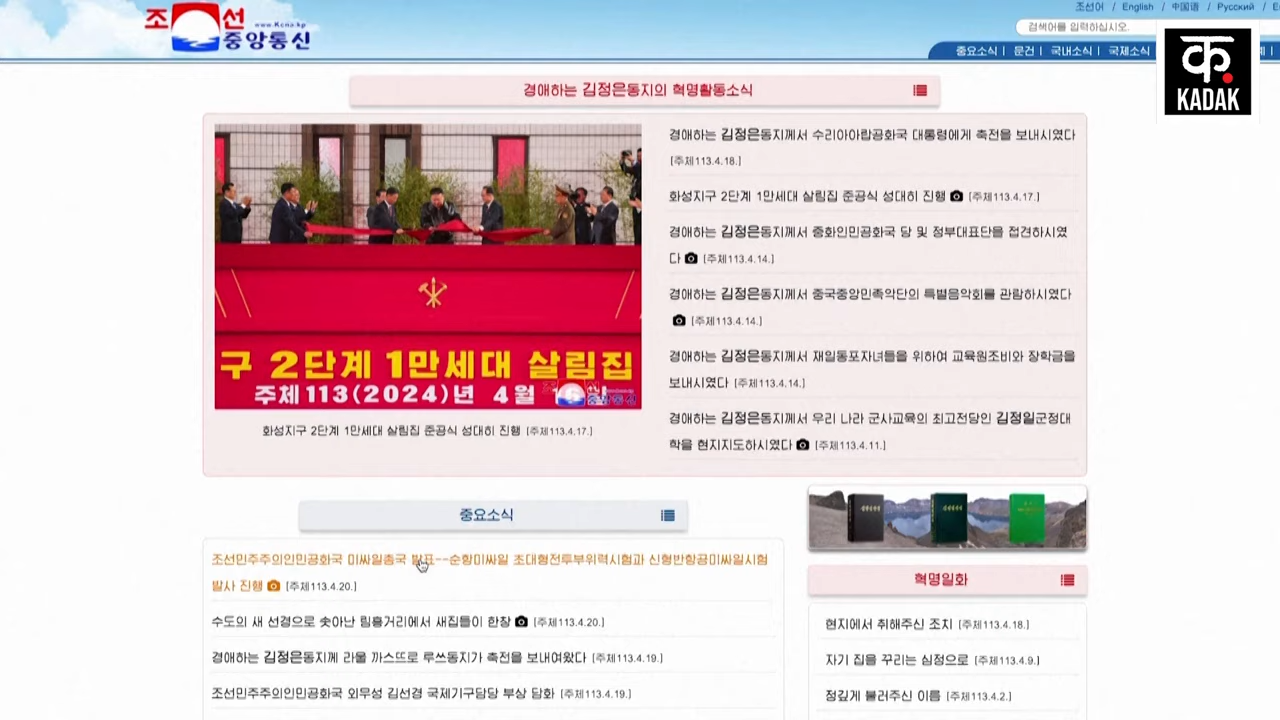 조선어 / English / 中国语 / Русский /
조선
www.kcna.kp
중앙통신
검색어를 입력하십시오.
중요소식 | 문건 | 국내소식 | 국제소식
क
KADAK
경애하는 김정은동지의 혁명활동소식
경애하는 김정은동지께서 수리아아랍공화국 대통령에게 축전을 보내시였다
[주체113.4.18.]
화성지구 2단계 1만세대 살림집 준공식 성대히 진행 [주체113.4.17.]
경애하는 김정은동지께서 중화인민공화국 당 및 정부대표단을 접견하시였
다 [주체113.4.14.]
경애하는 김정은동지께서 중국중앙민족악단의 특별음악회를 관람하시였다
[주체113.4.14.]
경애하는 김정은동지께서 재일동포자녀들을 위하여 교육원조비와 장학금을
보내시였다 [주체113.4.14.]
경애하는 김정은동지께서 우리 나라 군사교육의 최고전당인 김정일군정대
학을 현지지도하시였다 [주체113.4.11.]
구 2단계 1만세대 살림집
주체113(2024)년 4월
화성지구 2단계 1만세대 살림집 준공식 성대히 진행 [주체113.4.17.]
중요소식
조선민주주의인민공화국 미싸일총국 발표--순항미싸일 초대형전투부위력시험과 신형반항공미싸일시험
발사 진행 [주체113.4.20.]
수도의 새 선경으로 솟아난 림흥거리에서 새집들이 한창 [주체113.4.20.]
경애하는 김정은동지께 라울 까스뜨로 루쓰동지가 축전을 보내여왔다 [주체113.4.19.]
조선민주주의인민공화국 외무성 김선경 국제기구담당 부상 담화 [주체113.4.19.]
혁명일화
현지에서 취해주신 조치 [주체113.4.18.]
자기 집을 꾸리는 심정으로 [주체113.4.9.]
정깊게 불러주신 이름 [주체113.4.2.]